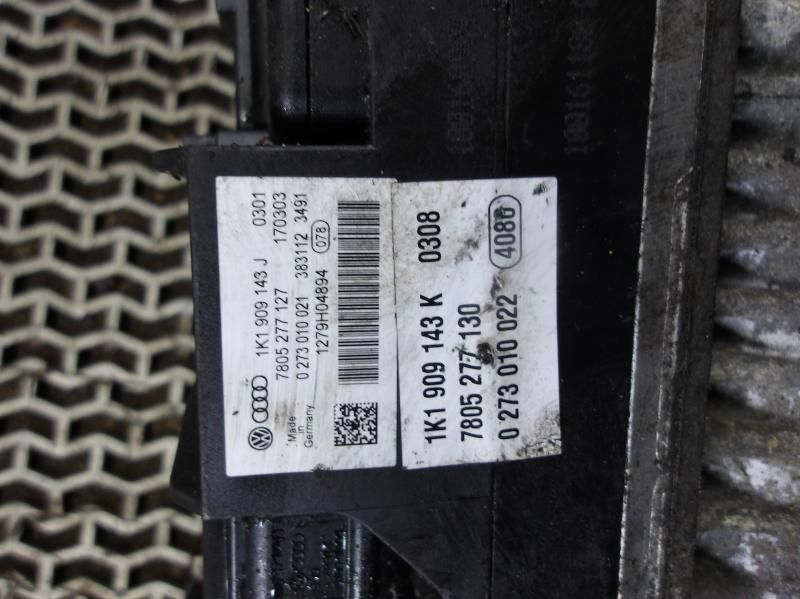 1K1 909 143 J 0301
7805 277 127 170303
0 273 010 021 383112 3491
1279H04894 078
Made
in
Germany
1K1 909 143 K 0308
7805 277 130
0 273 010 022 4086